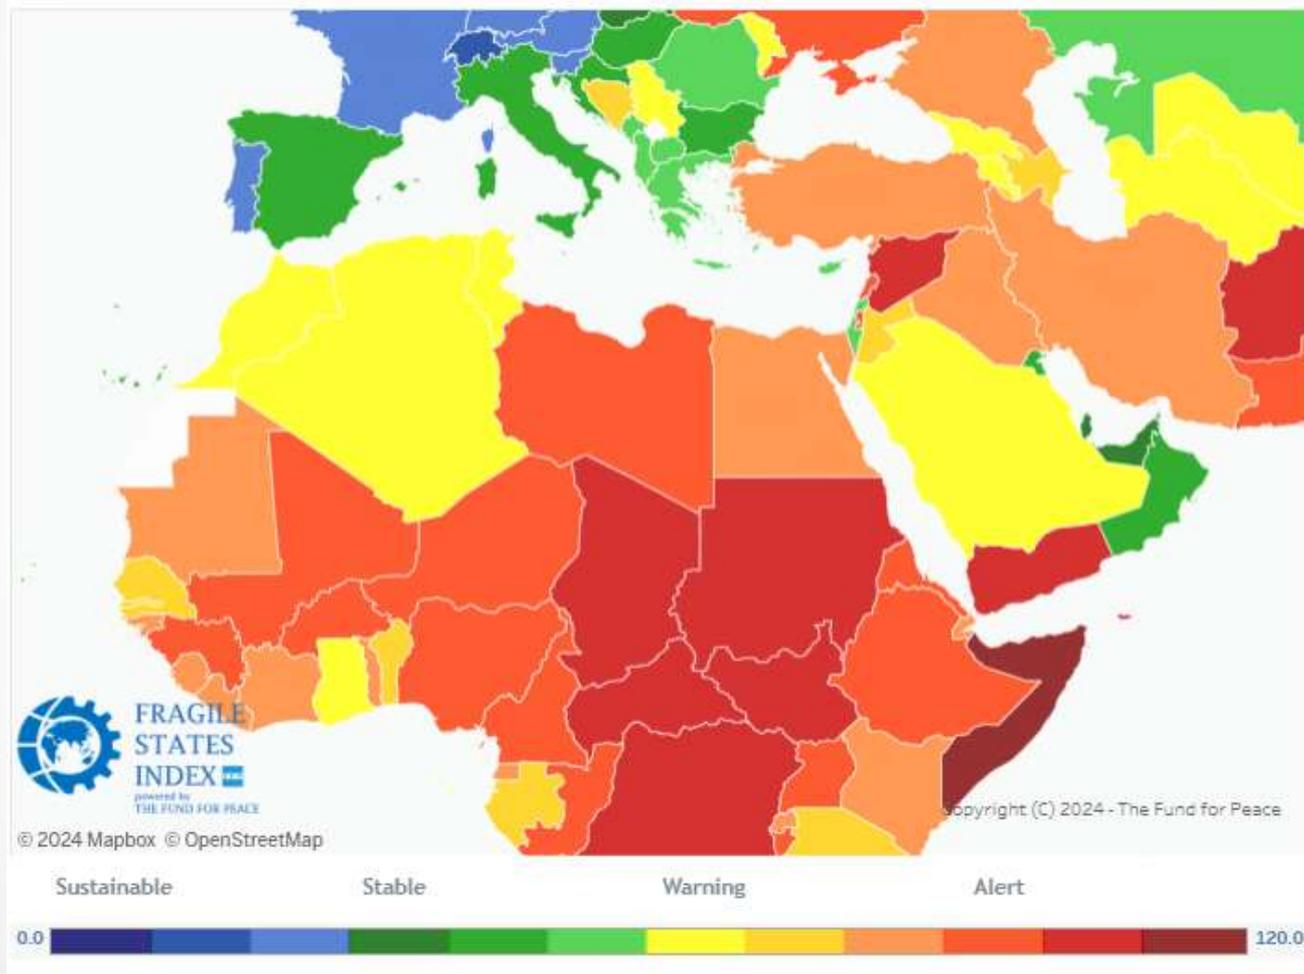 FRAGILE
STATES
INDEX
powered by
THE FUND FOR PEACE
Copyright (C) 2024 - The Fund for Peace
© 2024 Mapbox © OpenStreetMap
Sustainable Stable Warning Alert
0.0 120.0